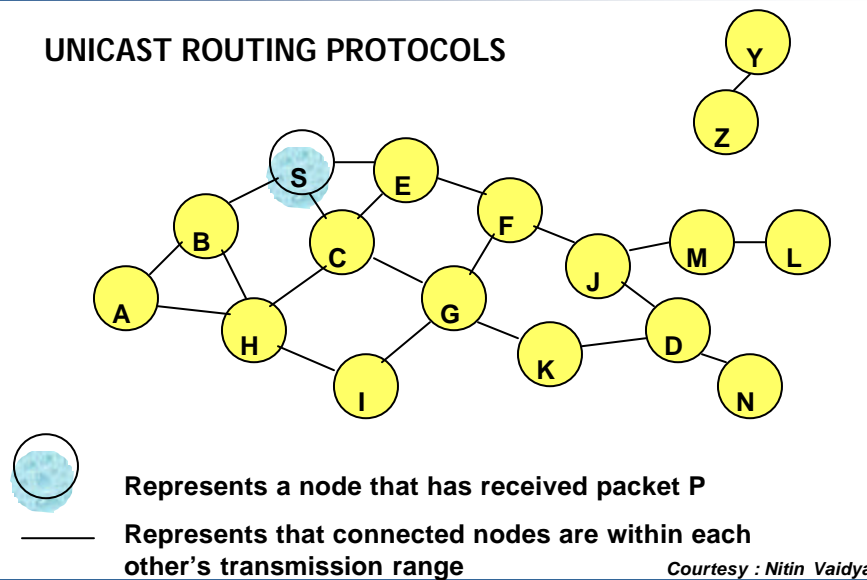 UNICAST ROUTING PROTOCOLS
Y
Z
S
E
B
F
C
M
L
J
A
G
H
D
K
I
N
Represents a node that has received packet P
Represents that connected nodes are within each
other's transmission range
Courtesy : Nitin Vaidya